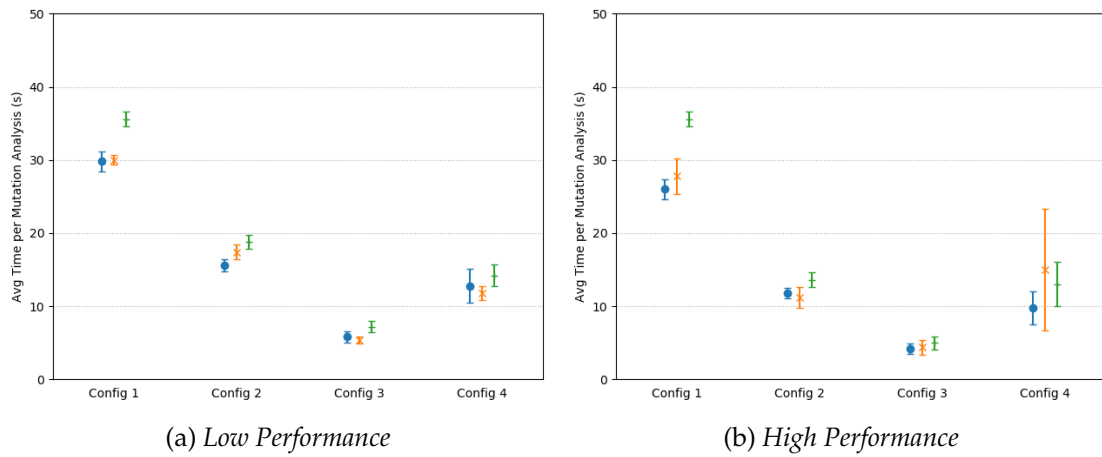 50
40
30
20
10
0
Avg Time per Mutation Analysis (s)
Config 1 Config 2 Config 3 Config 4
(a) Low Performance
50
40
30
20
10
0
Avg Time per Mutation Analysis (s)
Config 1 Config 2 Config 3 Config 4
(b) High Performance